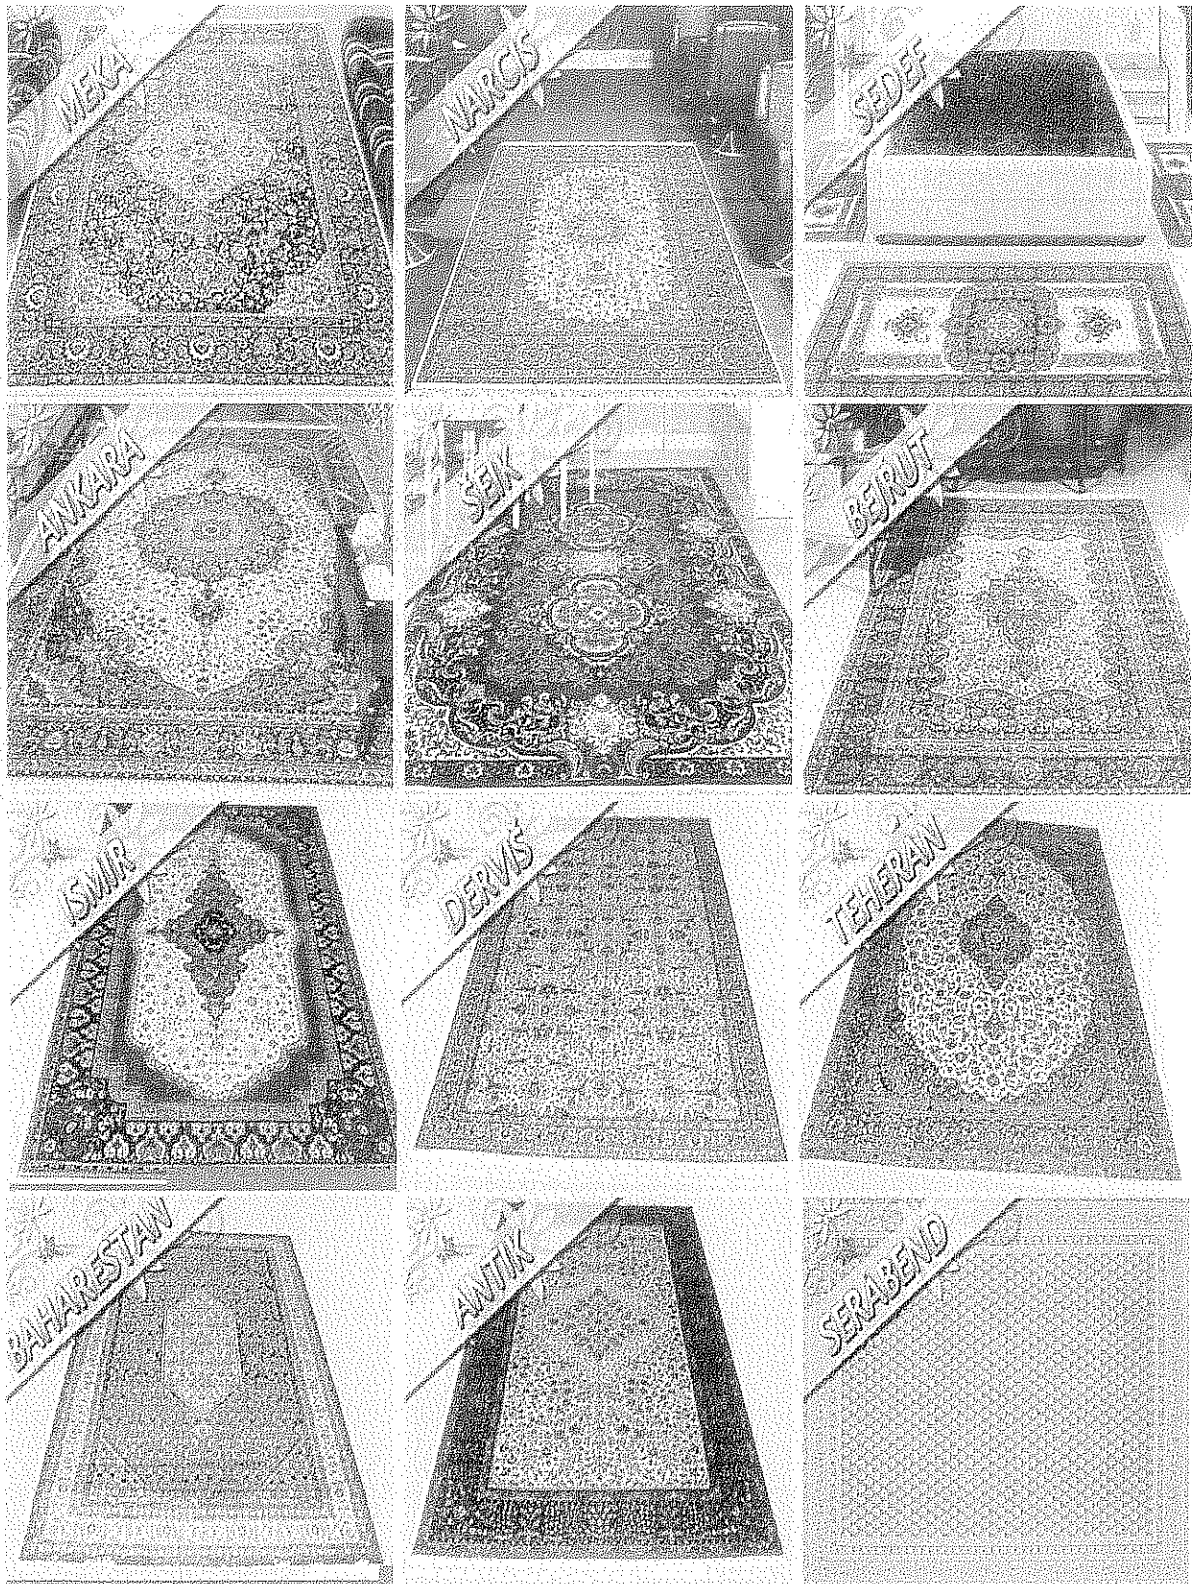 MEKA
NARCIS
SEDEF
ANKARA
ŠEIK
BEJRUT
ISMIR
DERVIŠ
TEHERAN
BAHARESTAN
ANTIK
SERABEND